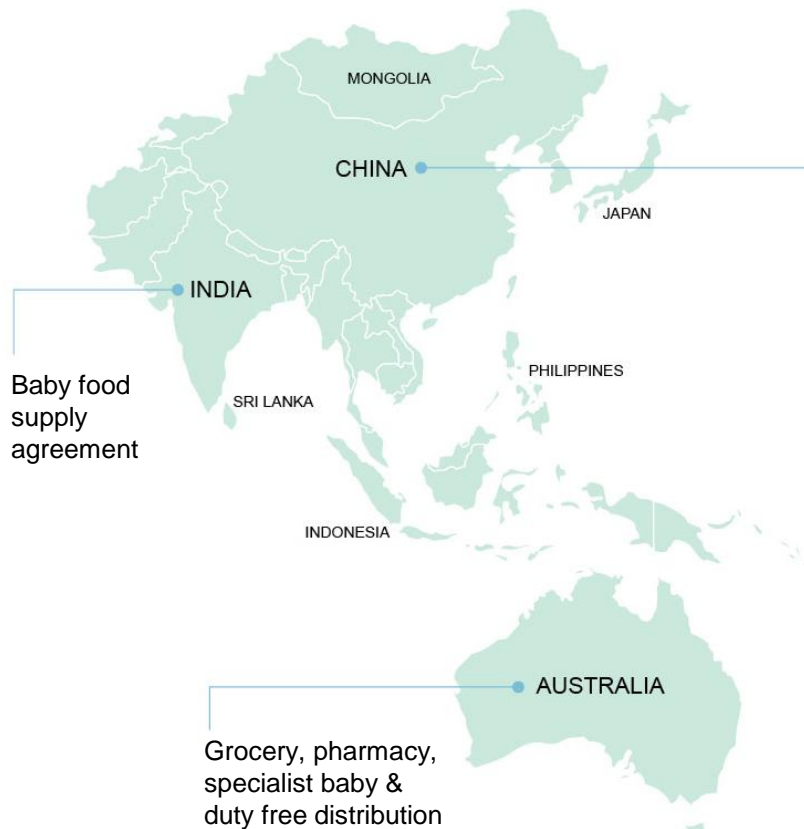 MONGOLIA
CHINA
JAPAN
INDIA
PHILIPPINES
Baby food
supply
agreement
SRI LANKA
INDONESIA
AUSTRALIA
Grocery, pharmacy,
specialist baby &
duty free distribution